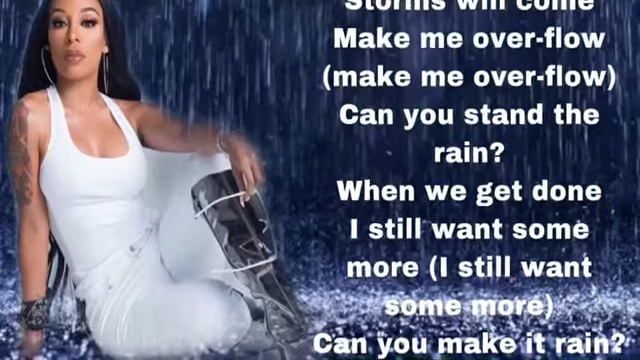 Storms will come
Make me over-flow
(make me over-flow)
Can you stand the
rain?
When we get done
I still want some
more (I still want
some more)
Can you make it rain?